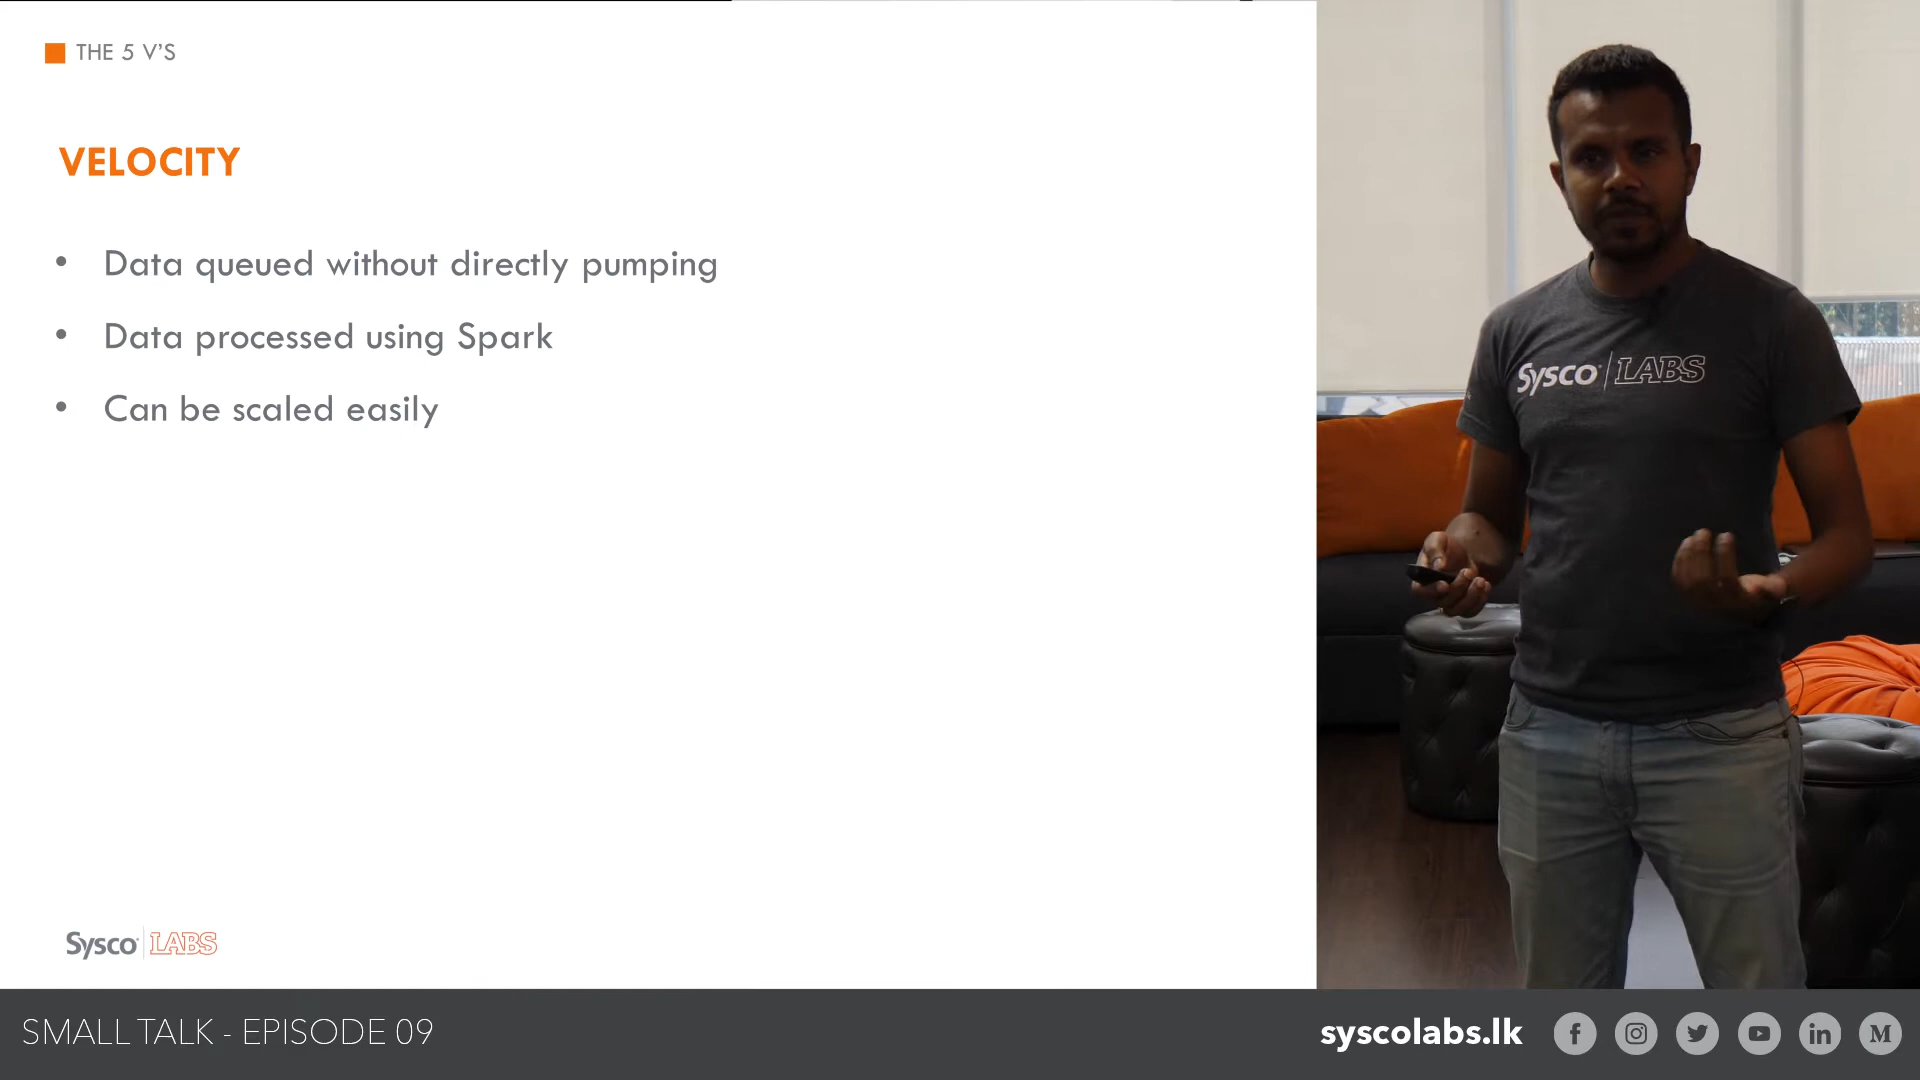 THE 5 V'S
VELOCITY
• Data queued without directly pumping
• Data processed using Spark
• Can be scaled easily
Sysco LABS
Sysco LABS
SMALL TALK - EPISODE 09
syscolabs.lk